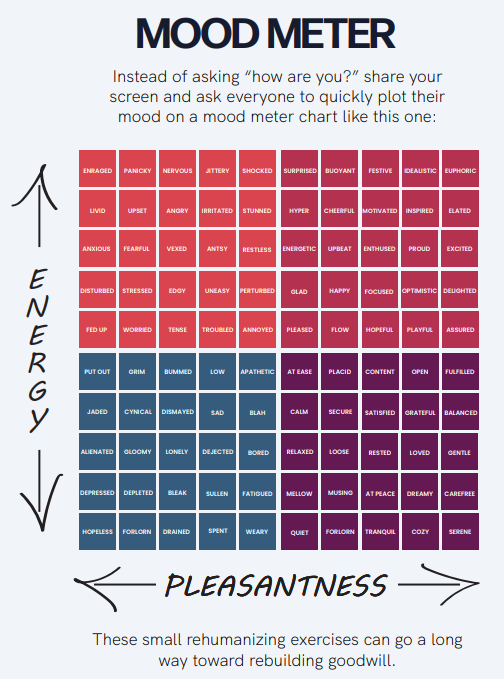 MOOD METER
Instead of asking “how are you?” share your
screen and ask everyone to quickly plot their
mood on a mood meter chart like this one:
ENRAGED PANICKY NERVOUS JITTERY SHOCKED SURPRISED BUOYANT FESTIVE IDEALISTIC EUPHORIC
LIVID UPSET ANGRY IRRITATED STUNNED HYPER CHEERFUL MOTIVATED INSPIRED ELATED
ANXIOUS FEARFUL VEXED ANTSY RESTLESS ENERGETIC UPBEAT ENTHUSED PROUD EXCITED
DISTURBED STRESSED EDGY UNEASY PERTURBED GLAD HAPPY FOCUSED OPTIMISTIC DELIGHTED
FED UP WORRIED TENSE TROUBLED ANNOYED PLEASED FLOW HOPEFUL PLAYFUL ASSURED
PUT OUT GRIM BUMMED LOW APATHETIC AT EASE PLACID CONTENT OPEN FULFILLED
JADED CYNICAL DISMAYED SAD BLAH CALM SECURE SATISFIED GRATEFUL BALANCED
ALIENATED GLOOMY LONELY DEJECTED BORED RELAXED LOOSE RESTED LOVED GENTLE
DEPRESSED DEPLETED BLEAK SULLEN FATIGUED MELLOW MUSING AT PEACE DREAMY CAREFREE
HOPELESS FORLORN DRAINED SPENT WEARY QUIET FORLORN TRANQUIL COZY SERENE
ENERGY
PLEASANTNESS
These small rehumanizing exercises can go a long
way toward rebuilding goodwill.